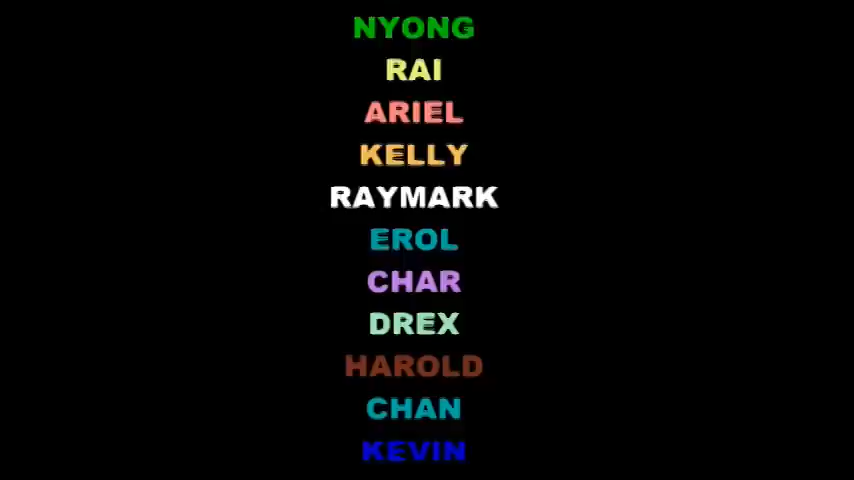 NYONG
RAI
ARIEL
KELLY
RAYMARK
EROL
CHAR
DREX
HAROLD
CHAN
KEVIN